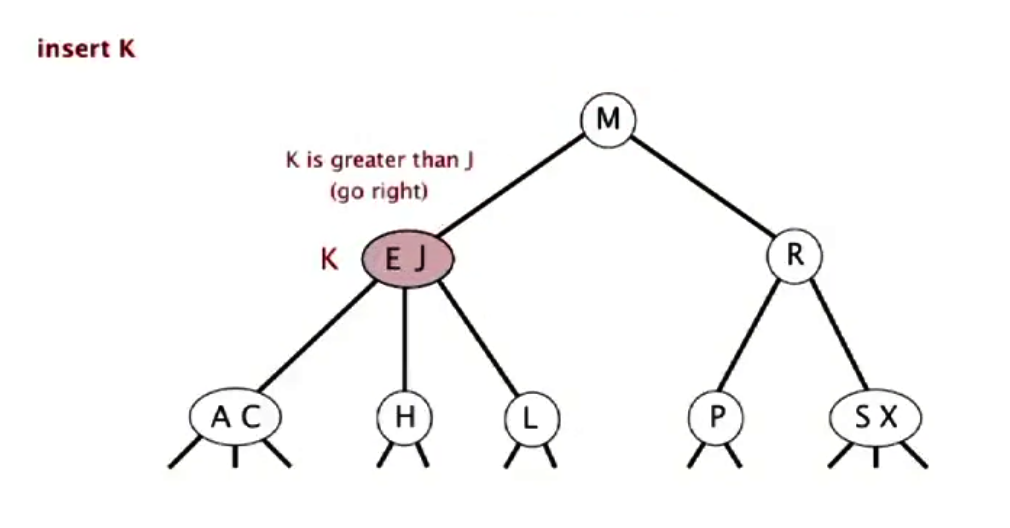 insert K
M
K is greater than J
(go right)
K
E J
R
A C
H
L
P
S X